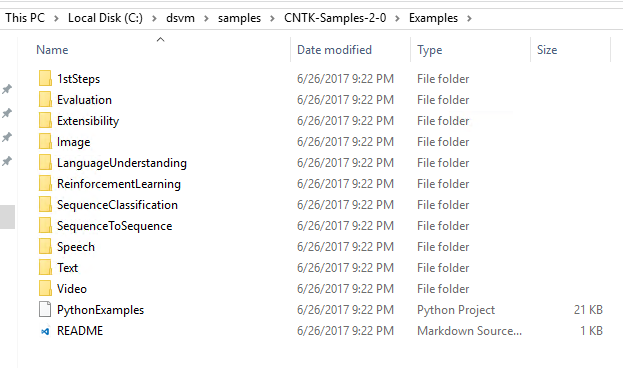 This PC > Local Disk (C:) > dsvm > samples > CNTK-Samples-2-0 > Examples >
Name Date modified Type Size
1stSteps 6/26/2017 9:22 PM File folder
Evaluation 6/26/2017 9:22 PM File folder
Extensibility 6/26/2017 9:22 PM File folder
Image 6/26/2017 9:22 PM File folder
LanguageUnderstanding 6/26/2017 9:22 PM File folder
ReinforcementLearning 6/26/2017 9:22 PM File folder
SequenceClassification 6/26/2017 9:22 PM File folder
SequenceToSequence 6/26/2017 9:22 PM File folder
Speech 6/26/2017 9:22 PM File folder
Text 6/26/2017 9:22 PM File folder
Video 6/26/2017 9:22 PM File folder
PythonExamples 6/26/2017 9:22 PM Python Project 21 KB
README 6/26/2017 9:22 PM Markdown Source... 1 KB